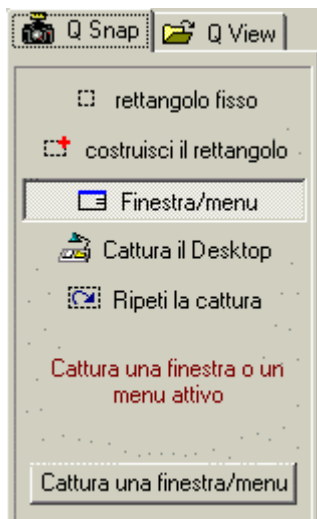 Q Snap Q View
rettangolo fisso
costruisci il rettangolo
Finestra/menu
Cattura il Desktop
Ripeti la cattura
Cattura una finestra o un
menu attivo
Cattura una finestra/menu